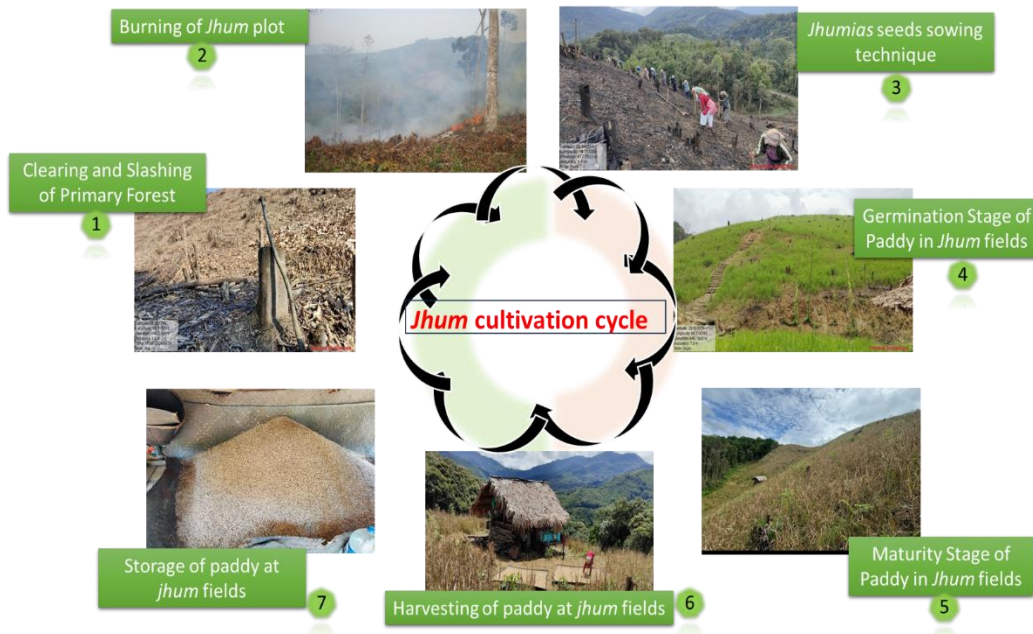 Burning of Jhum plot
2
Jhumias seeds sowing
technique
3
Clearing and Slashing
of Primary Forest
1
Germination Stage of
Paddy in Jhum fields
4
Jhum cultivation cycle
Storage of paddy at
jhum fields
7
Harvesting of paddy at jhum fields
6
Maturity Stage of
Paddy in Jhum fields
5